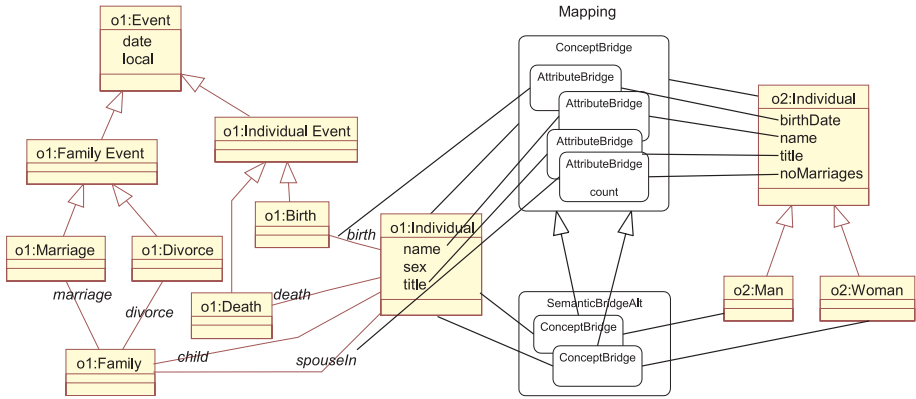 Mapping
o1:Event
date
local
ConceptBridge
AttributeBridge
AttributeBridge
AttributeBridge
AttributeBridge
count
o2:Individual
birthDate
name
title
noMarriages
o1:Family Event
o1:Individual Event
o1:Marriage
o1:Divorce
o1:Birth
birth
o1:Individual
name
sex
title
marriage
divorce
o1:Death
death
SemanticBridgeAlt
ConceptBridge
ConceptBridge
o2:Man
o2:Woman
o1:Family
child
spouseIn